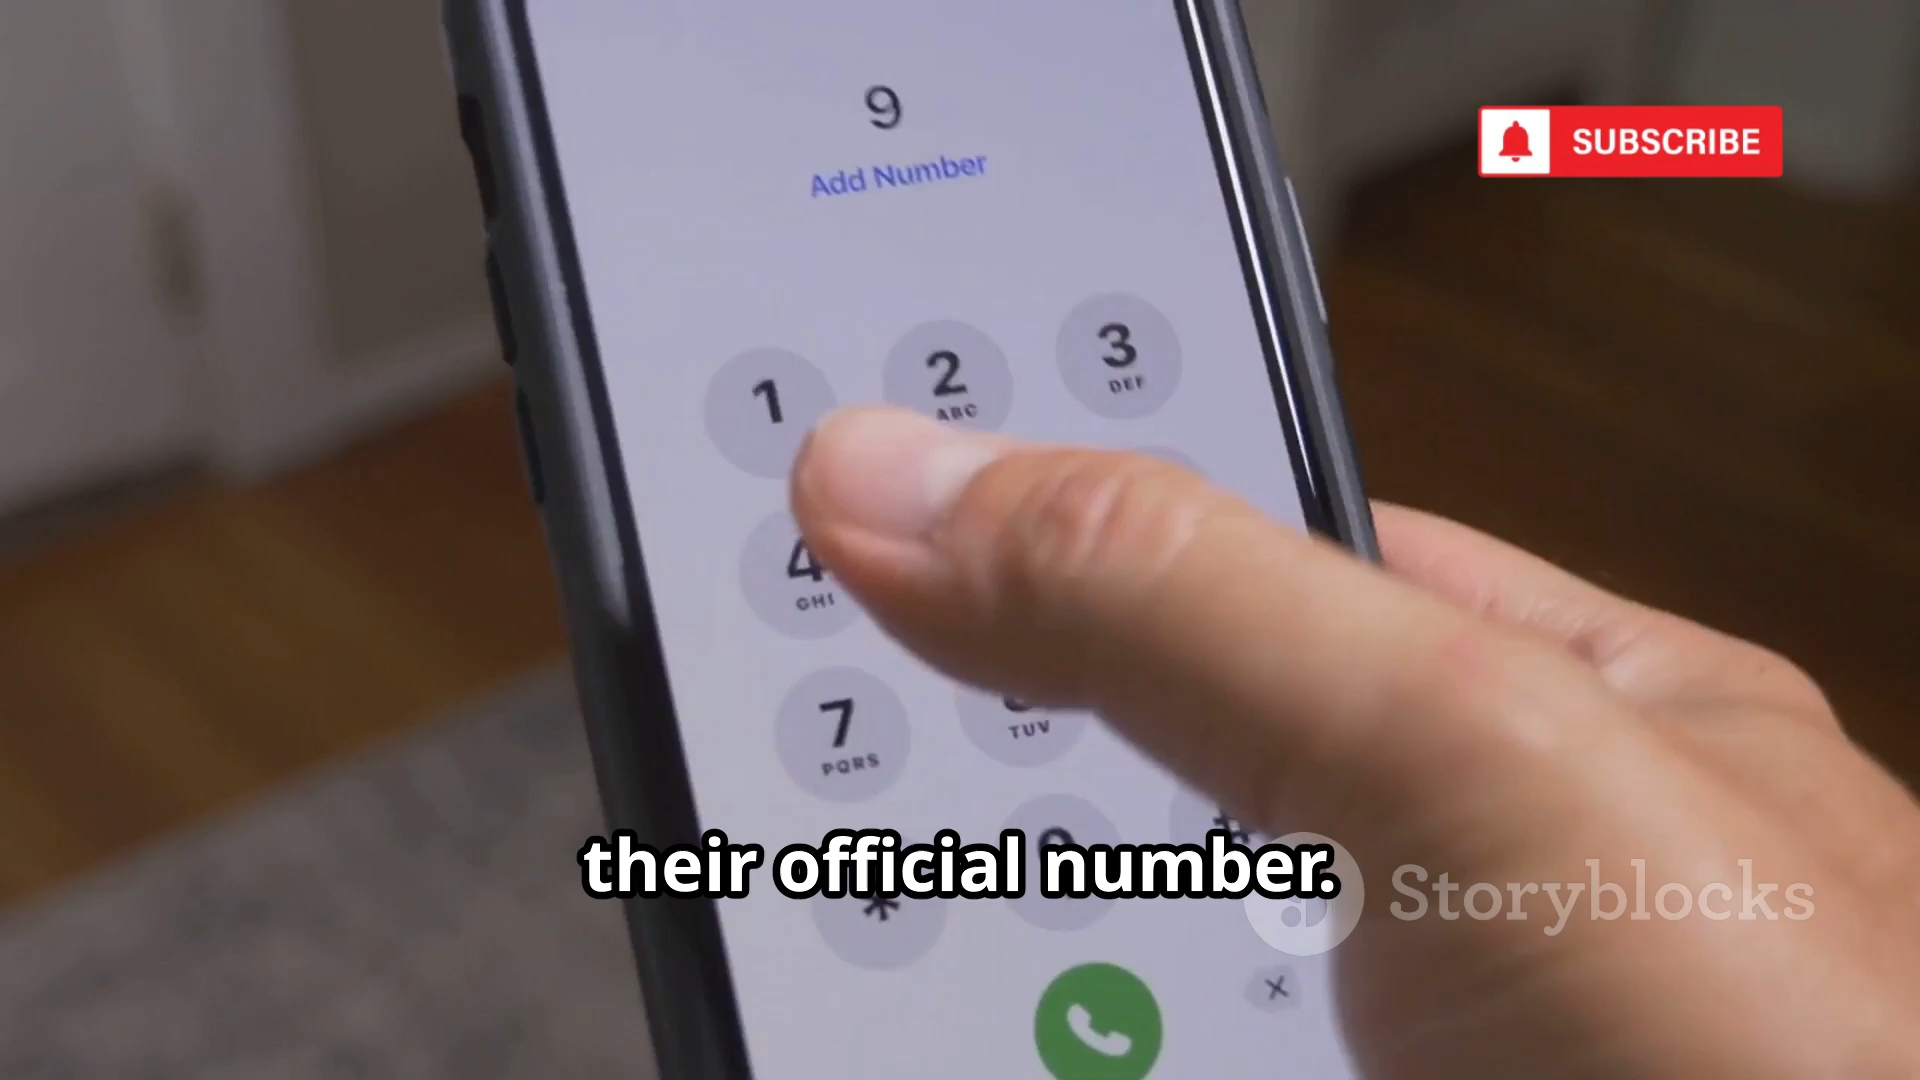 9
Add Number
SUBSCRIBE
1
2
ABC
3
DEF
4
GHI
7
PQRS
TUV
their official number.
*
#
Storyblocks